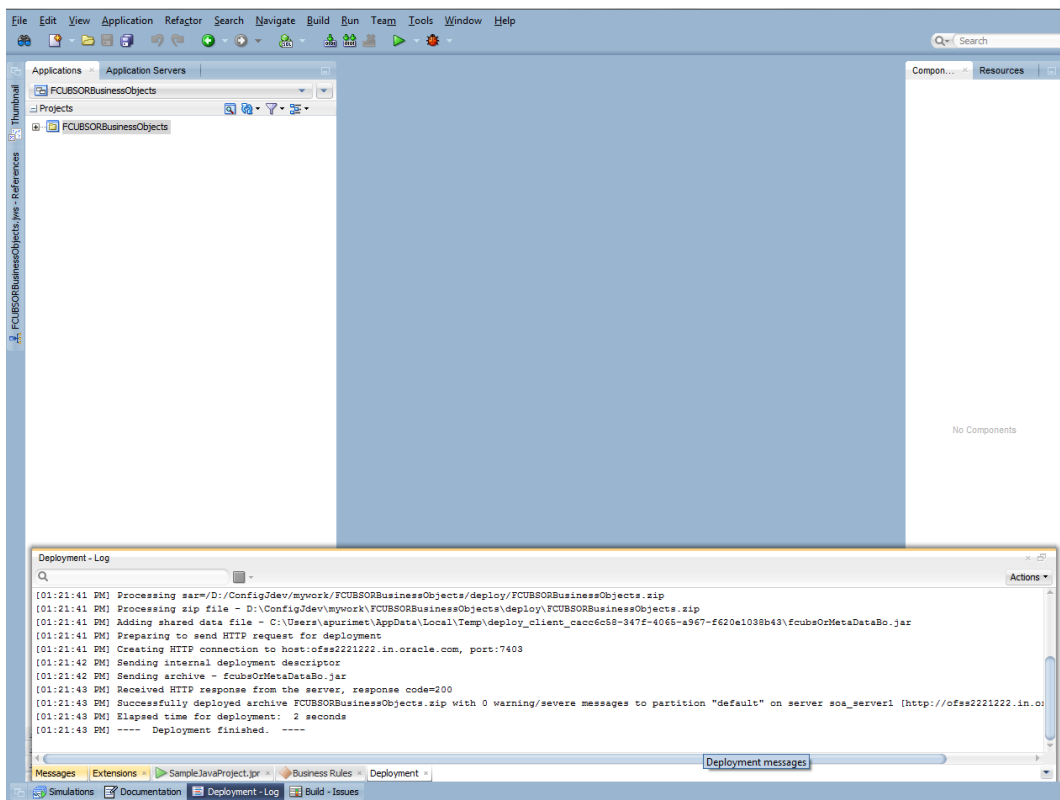 File Edit View Application Refactor Search Navigate Build Run Team Tools Window Help
Search
Applications Application Servers
Compon... Resources
Thumbnail
FCUBSORBusinessObjects.jws - References
FCUBSORBusinessObjects
Projects
FCUBSORBusinessObjects
No Components
Deployment - Log
Actions
[01:21:41 PM] Processing sar=/D:/ConfigJdev/mywork/FCUBSORBusinessObjects/deploy/FCUBSORBusinessObjects.zip
[01:21:41 PM] Processing zip file - D:\ConfigJdev\mywork\FCUBSORBusinessObjects\deploy\FCUBSORBusinessObjects.zip
[01:21:41 PM] Adding shared data file - C:\Users\apurimet\AppData\Local\Temp\deploy_client_cacc6c58-347f-4065-a967-f620e1038b43\fcubsOrMetaDataBo.jar
[01:21:41 PM] Preparing to send HTTP request for deployment
[01:21:41 PM] Creating HTTP connection to host:ofss2221222.in.oracle.com, port:7403
[01:21:42 PM] Sending internal deployment descriptor
[01:21:42 PM] Sending archive - fcubsOrMetaDataBo.jar
[01:21:43 PM] Received HTTP response from the server, response code=200
[01:21:43 PM] Successfully deployed archive FCUBSORBusinessObjects.zip with 0 warning/severe messages to partition "default" on server soa_server1 [http://ofss2221222.in.o
[01:21:43 PM] Elapsed time for deployment:  2 seconds
[01:21:43 PM] ----  Deployment finished.  ----
Deployment messages
Messages Extensions SampleJavaProject.jpr Business Rules Deployment
Simulations Documentation Deployment - Log Build - Issues